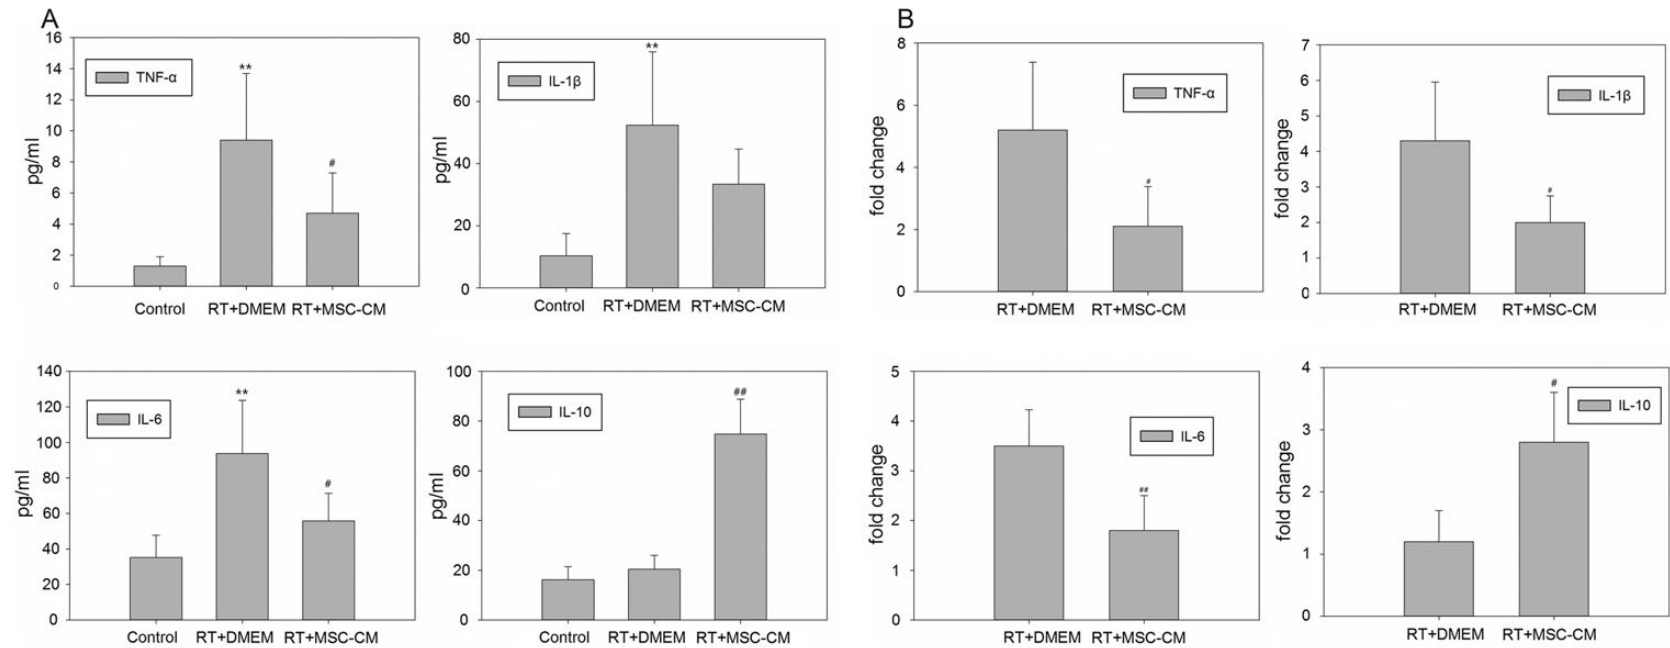 A
16
14
12
10
8
6
4
2
0
pg/ml
TNF-α
**
#
Control RT+DMEM RT+MSC-CM
80
60
40
20
0
pg/ml
IL-1β
**
Control RT+DMEM RT+MSC-CM
140
120
100
80
60
40
20
0
pg/ml
IL-6
**
#
Control RT+DMEM RT+MSC-CM
100
80
60
40
20
0
pg/ml
IL-10
##
Control RT+DMEM RT+MSC-CM
B
8
6
4
2
0
fold change
TNF-α
#
RT+DMEM RT+MSC-CM
7
6
5
4
3
2
1
0
fold change
IL-1β
#
RT+DMEM RT+MSC-CM
5
4
3
2
1
0
fold change
IL-6
##
RT+DMEM RT+MSC-CM
4
3
2
1
0
fold change
IL-10
#
RT+DMEM RT+MSC-CM